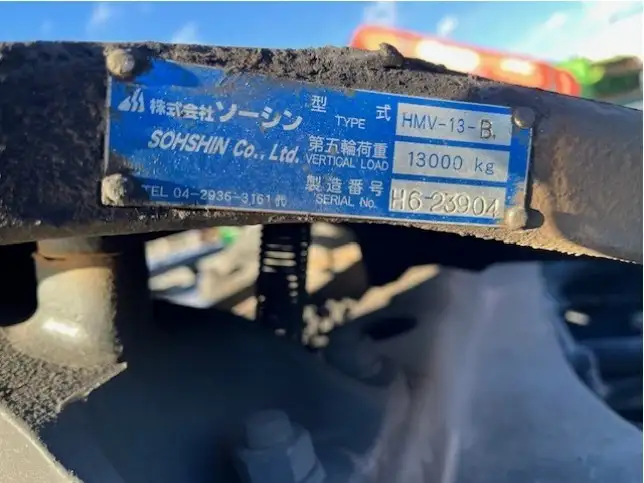 株式会社 ソーシン
SOHSHIN Co., Ltd.
TEL 04-2936-3161 ㈹
型 式 HMV-13-B
TYPE
第五輪荷重 13000 kg
VERTICAL LOAD
製造番号 H6-23904
SERIAL No.